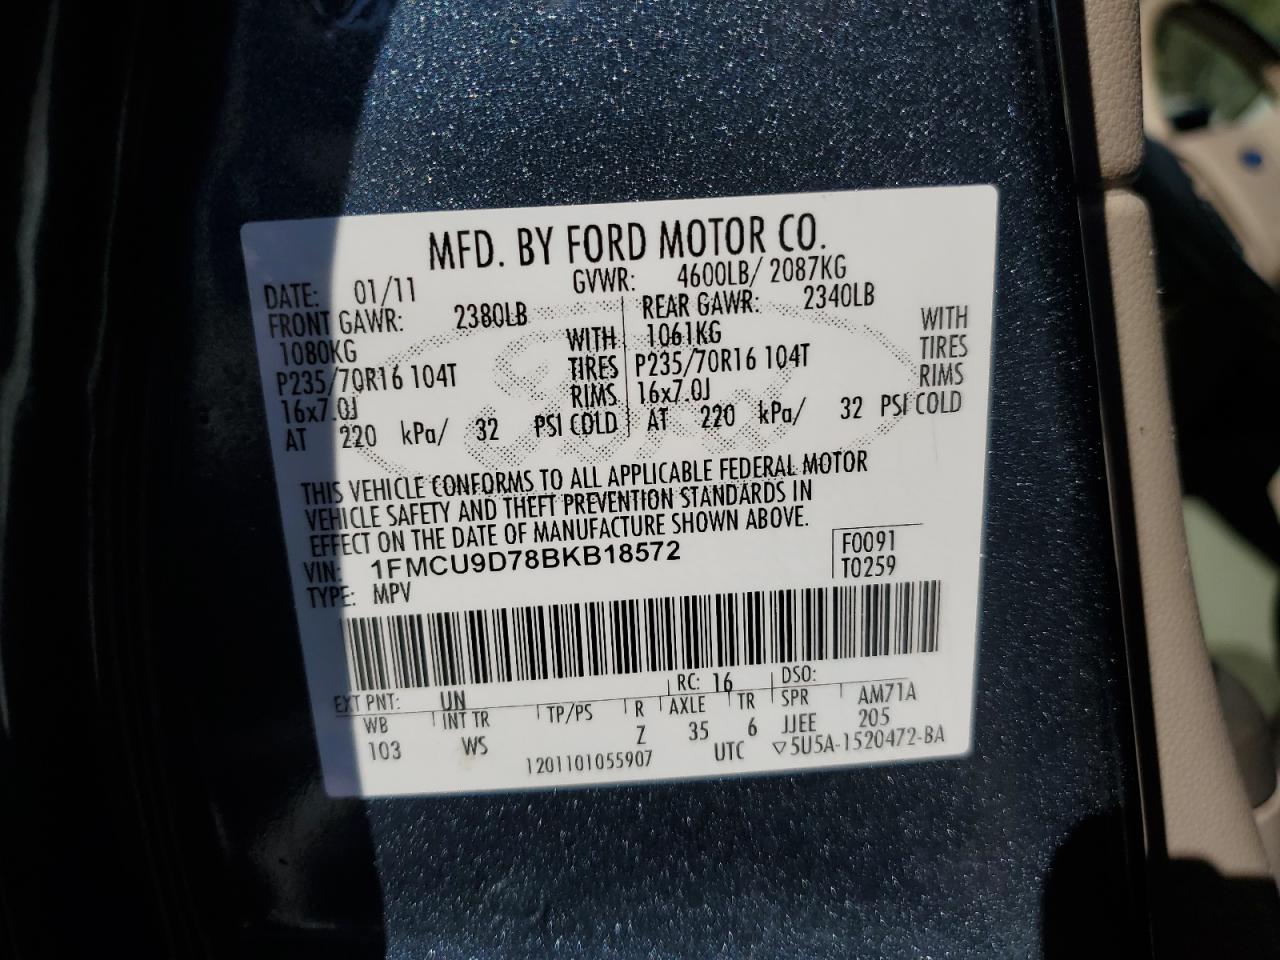 MFD. BY FORD MOTOR CO.
DATE: 01/11 GVWR: 4600LB/ 2087KG
FRONT GAWR: 2380LB REAR GAWR: 2340LB
1080KG WITH 1061KG WITH
P235/70R16 104T TIRES P235/70R16 104T TIRES
16x7.0J RIMS 16x7.0J RIMS
AT 220 kPa/ 32 PSI COLD AT 220 kPa/ 32 PSI COLD
THIS VEHICLE CONFORMS TO ALL APPLICABLE FEDERAL MOTOR
VEHICLE SAFETY AND THEFT PREVENTION STANDARDS IN
EFFECT ON THE DATE OF MANUFACTURE SHOWN ABOVE.
VIN: 1FMCU9D78BKB18572 F0091
TYPE: MPV T0259
EXT PNT: UN RC: 16 DSO:
WB INT TR TP/PS R AXLE TR SPR AM71A
103 WS Z 35 6 JJEE 205
1201101055907 UTC ▽5U5A-1520472-BA